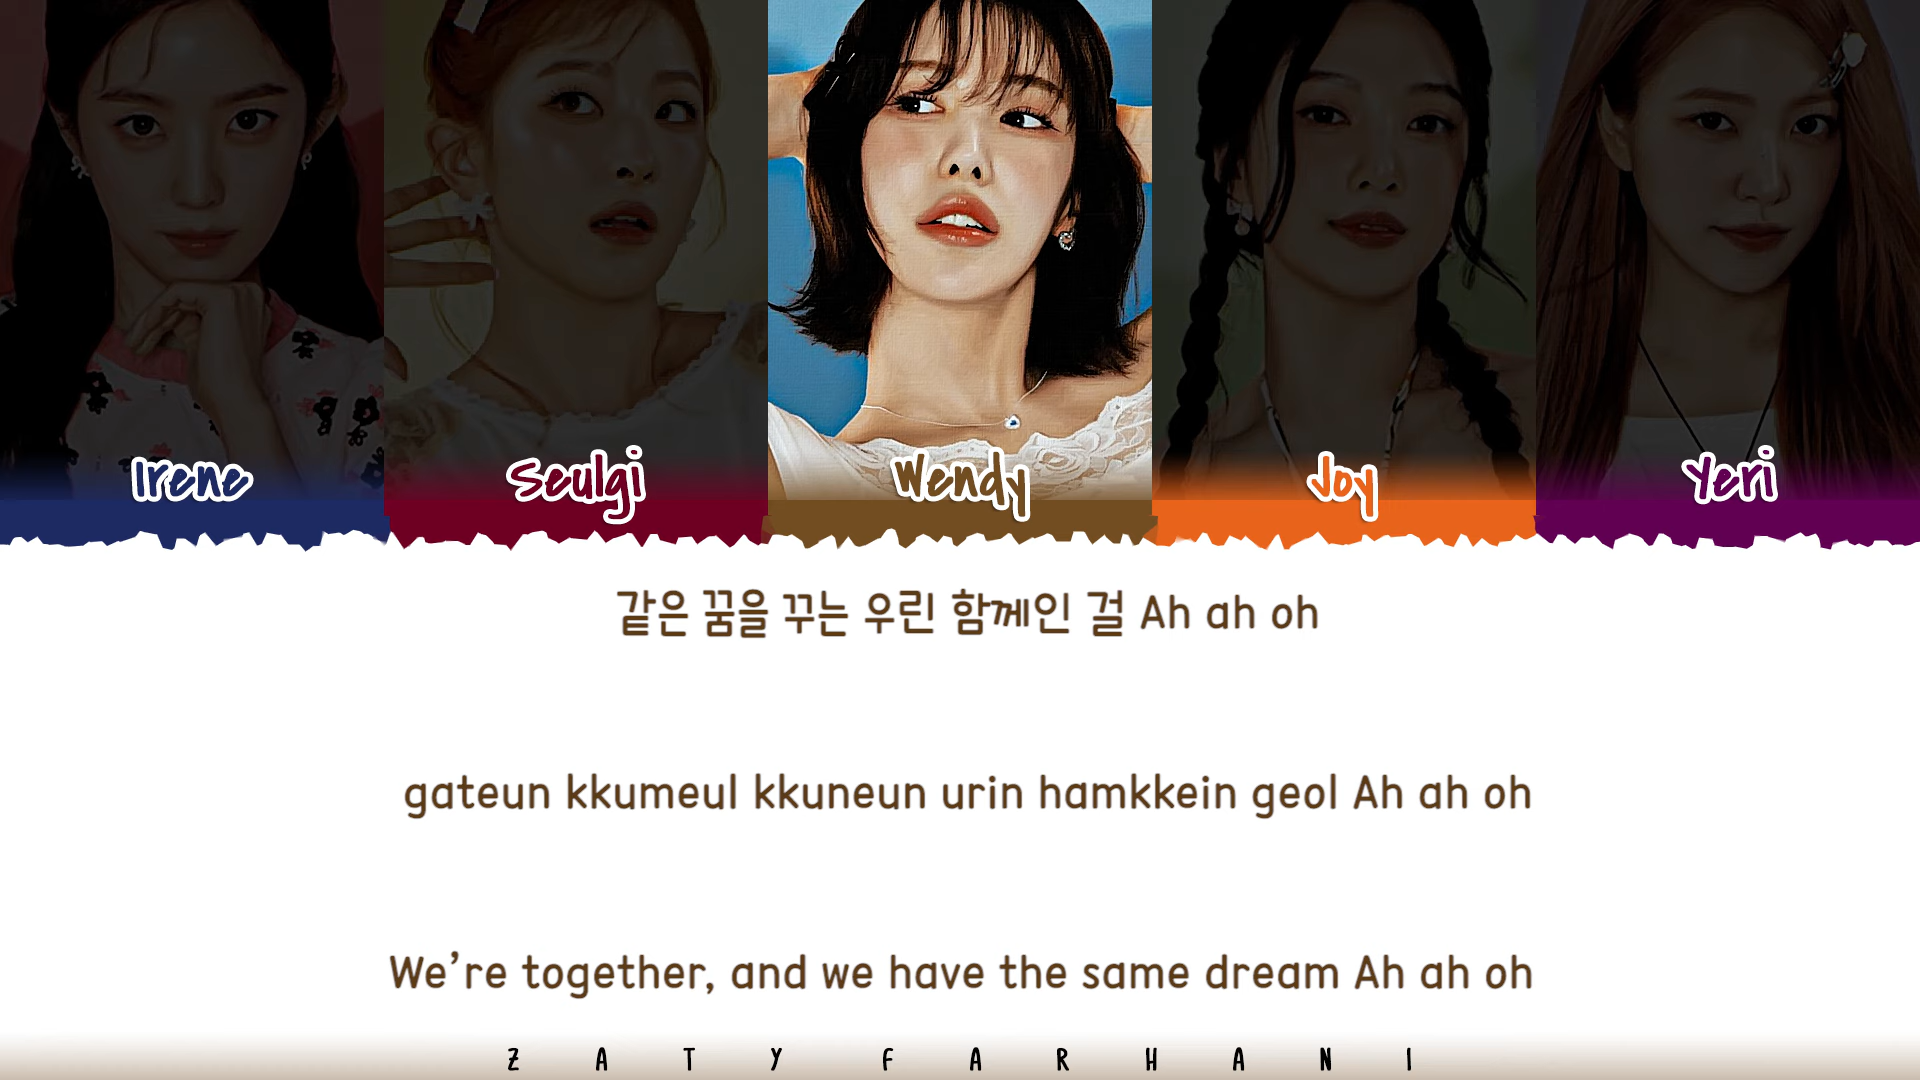 Irene Seulgi Wendy Joy Yeri
같은 꿈을 꾸는 우린 함께인 걸 Ah ah oh
gateun kkumeul kkuneun urin hamkkein geol Ah ah oh
We’re together, and we have the same dream Ah ah oh
ZATY FARHANI